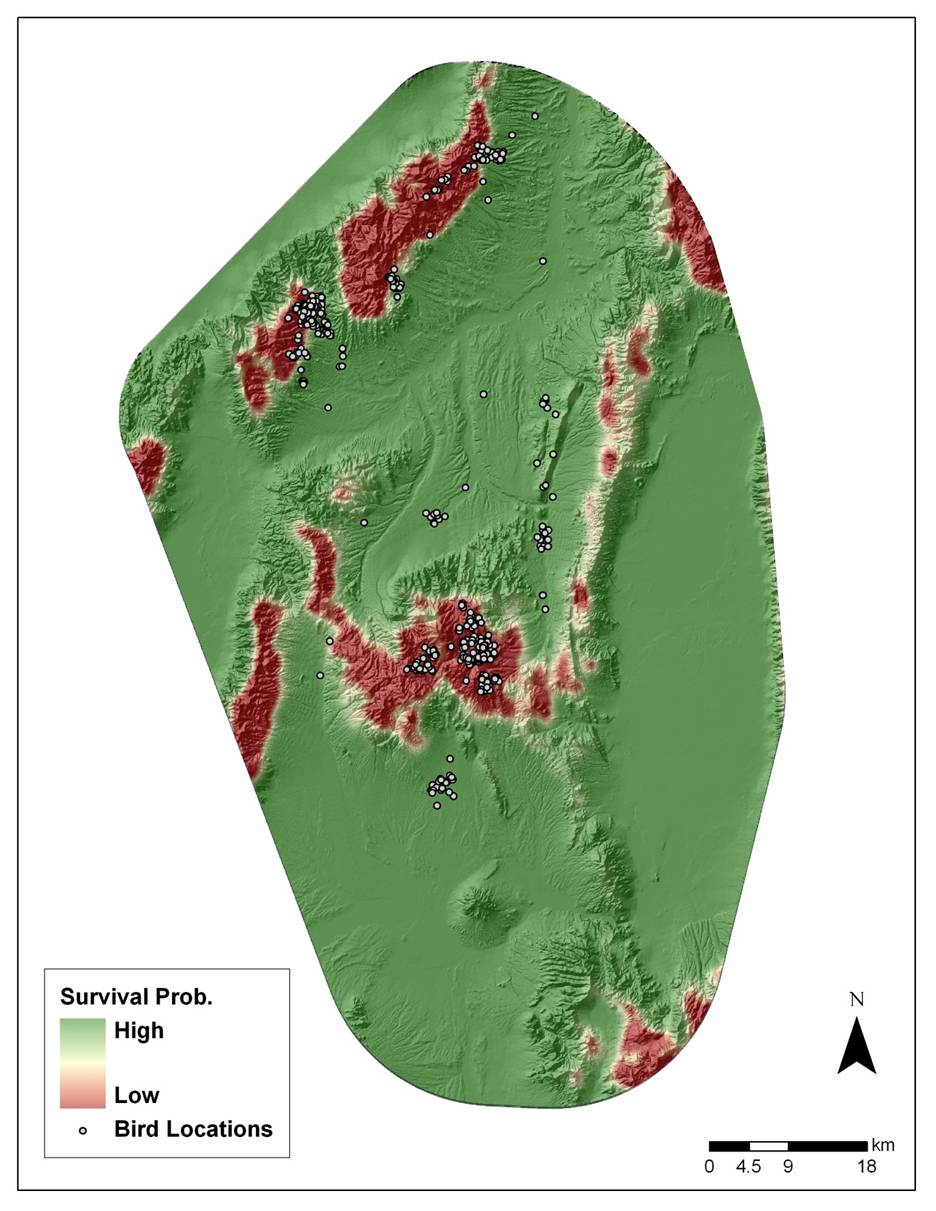 N
Survival Prob.
High
Low
Bird Locations
km
0 4.5 9 18